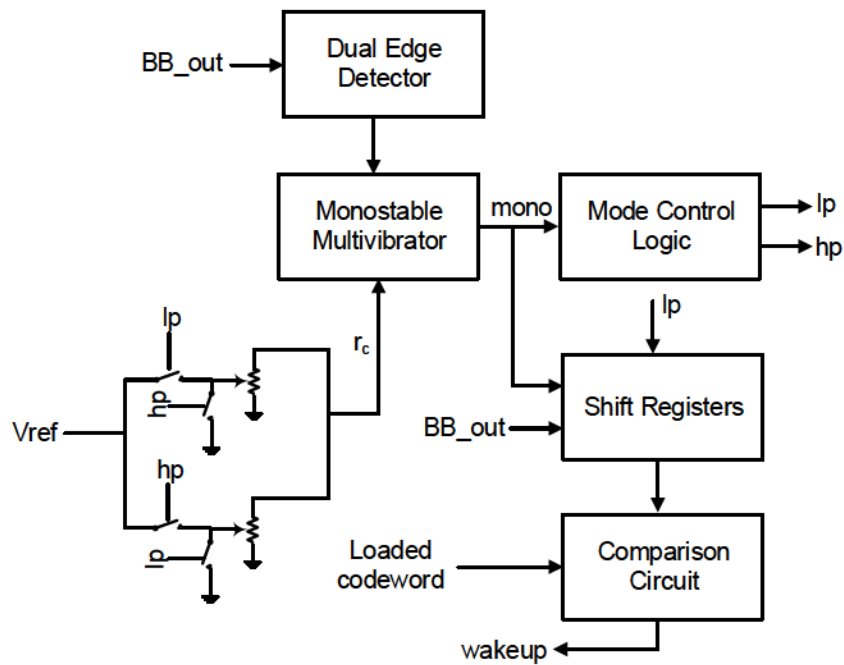 Dual Edge
Detector
BB_out
Monostable
Multivibrator
mono
Mode Control
Logic
lp
hp
lp
rc
lp
hp
Vref
hp
lp
Shift Registers
BB_out
Loaded
codeword
Comparison
Circuit
wakeup